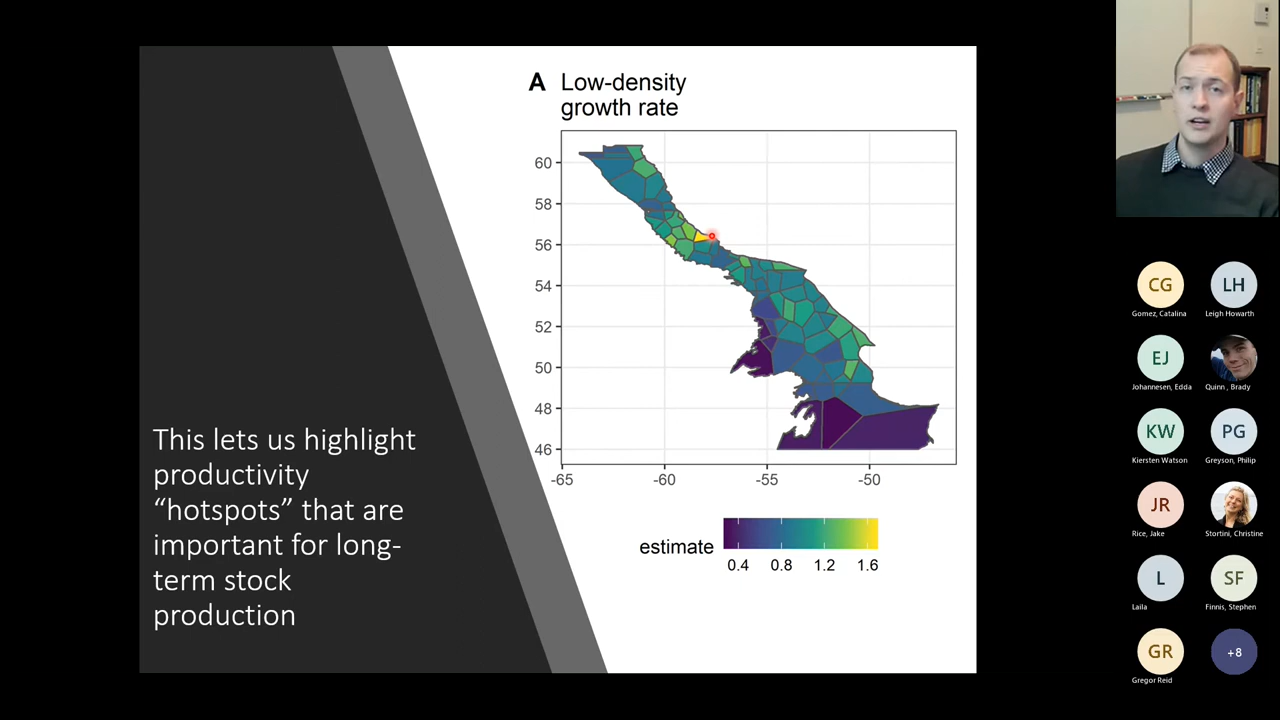 This lets us highlight
productivity
“hotspots” that are
important for long-
term stock
production
A Low-density
growth rate
60
58
56
54
52
50
48
46
-65 -60 -55 -50
estimate
0.4 0.8 1.2 1.6
CG LH
Gomez, Catalina Leigh Howarth
EJ
Johannesen, Edda Quinn , Brady
KW PG
Kiersten Watson Greyson, Philip
JR
Rice, Jake Stortini, Christine
L SF
Laila Finnis, Stephen
GR +8
Gregor Reid